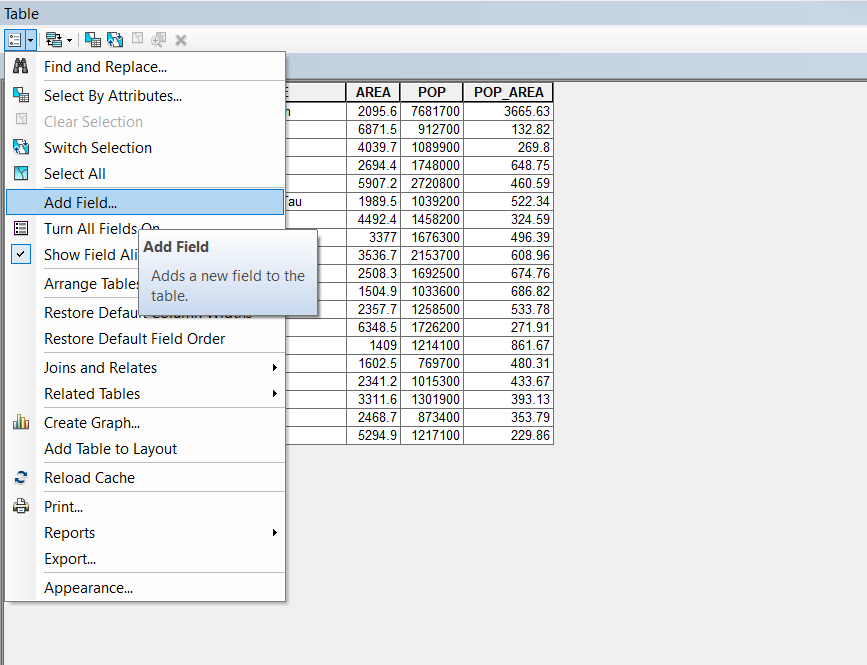 Table
Find and Replace...
Select By Attributes...
Clear Selection
Switch Selection
Select All
Add Field...
Turn All Fields On
Show Field Ali
Arrange Tables
Restore Default Column Widths
Restore Default Field Order
Joins and Relates
Related Tables
Create Graph...
Add Table to Layout
Reload Cache
Print...
Reports
Export...
Appearance...
Add Field
Adds a new field to the
table.
E AREA POP POP_AREA
n 2095.6 7681700 3665.63
6871.5 912700 132.82
4039.7 1089900 269.8
2694.4 1748000 648.75
5907.2 2720800 460.59
Tau 1989.5 1039200 522.34
4492.4 1458200 324.59
3377 1676300 496.39
3536.7 2153700 608.96
2508.3 1692500 674.76
1504.9 1033600 686.82
2357.7 1258500 533.78
6348.5 1726200 271.91
1409 1214100 861.67
1602.5 769700 480.31
2341.2 1015300 433.67
3311.6 1301900 393.13
2468.7 873400 353.79
5294.9 1217100 229.86